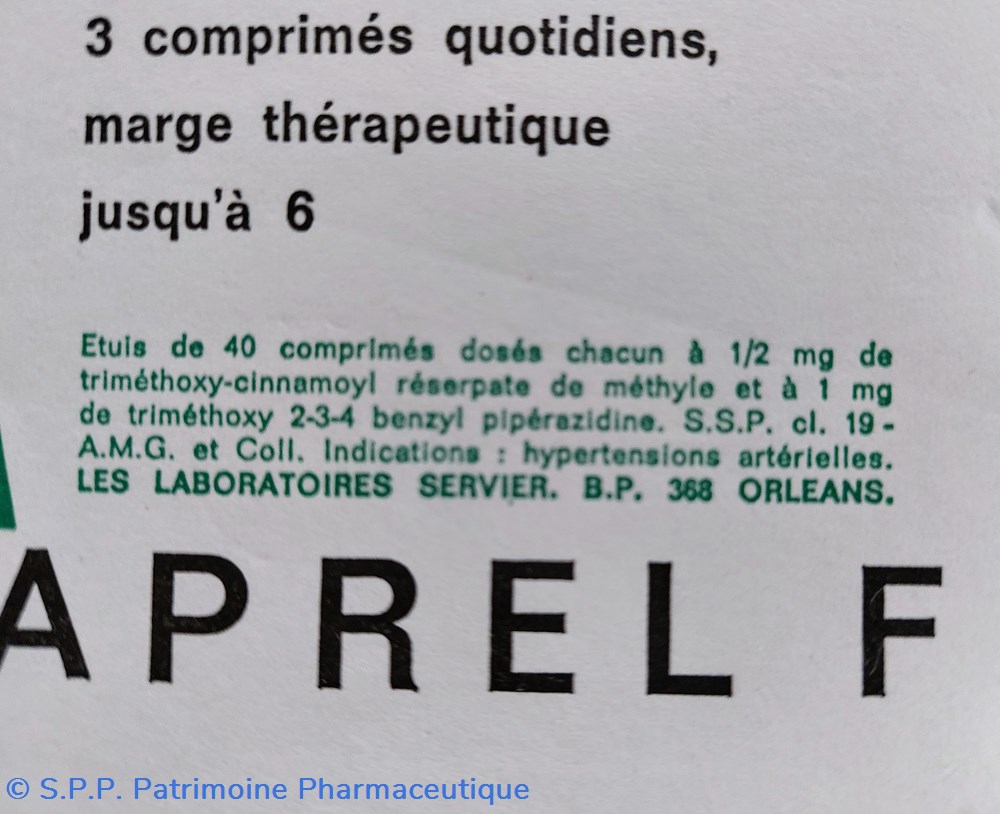 3 comprimés quotidiens,
marge thérapeutique
jusqu'à 6
Etuis de 40 comprimés dosés chacun à 1/2 mg de
triméthoxy-cinnamoyl réserpate de méthyle et à 1 mg
de triméthoxy 2-3-4 benzyl pipérazidine. S.S.P. cl. 19 -
A.M.G. et Coll. Indications : hypertensions artérielles.
LES LABORATOIRES SERVIER. B.P. 368 ORLEANS.
APREL F
© S.P.P. Patrimoine Pharmaceutique